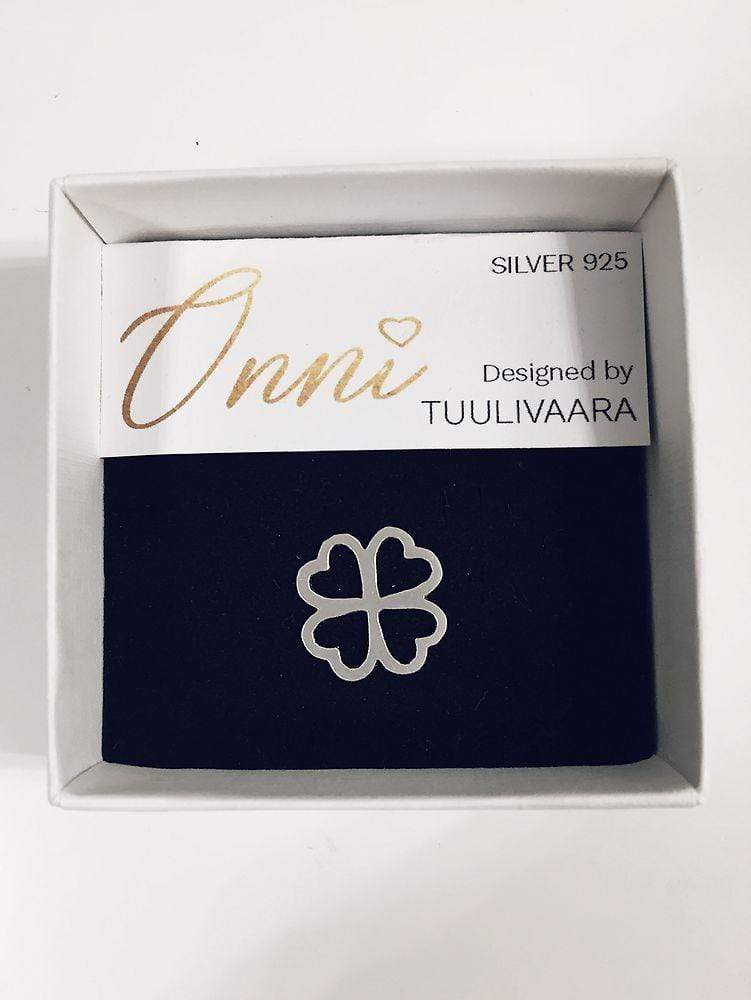 SILVER 925
Onni
Designed by
TUULIVAARA